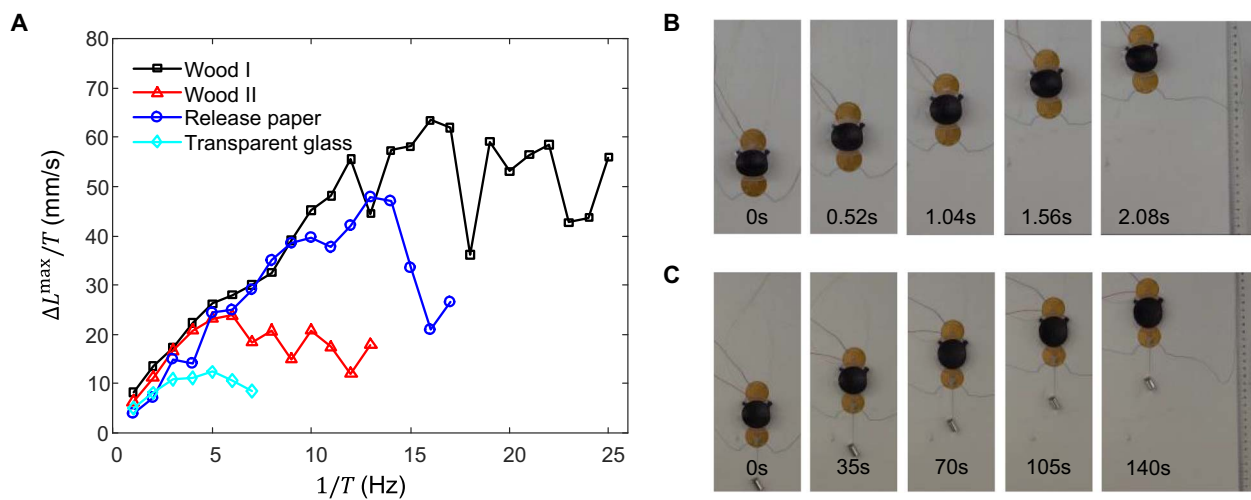 A
80
70
60
50
40
30
20
10
0
ΔL^max/T (mm/s)
Wood I
Wood II
Release paper
Transparent glass
0 5 10 15 20 25
1/T (Hz)
B
0s 0.52s 1.04s 1.56s 2.08s
C
0s 35s 70s 105s 140s